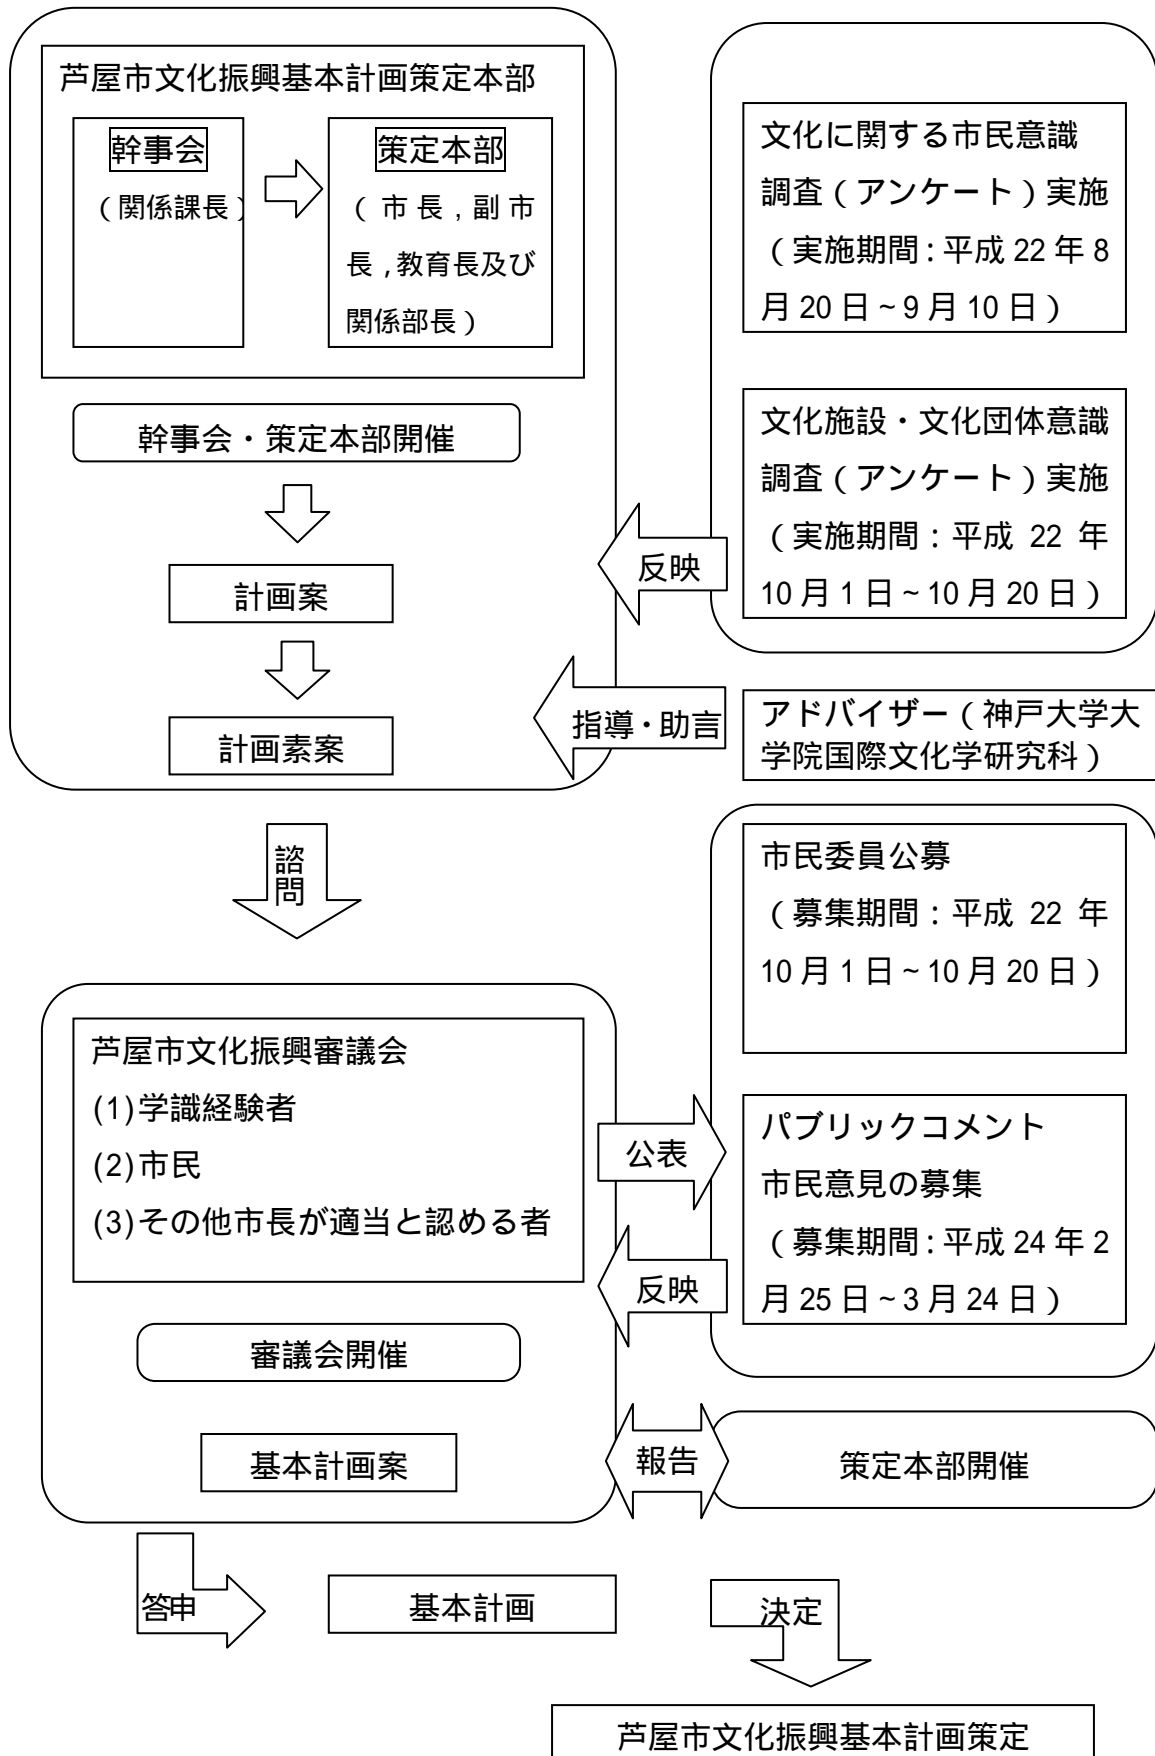 芦屋市文化振興基本計画策定本部
幹事会
（関係課長）
策定本部
（市長，副市
長，教育長及び
関係部長）
幹事会・策定本部開催
計画案
計画素案
文化に関する市民意識
調査（アンケート）実施
（実施期間：平成 22 年 8
月 20 日～9 月 10 日）
文化施設・文化団体意識
調査（アンケート）実施
（実施期間：平成 22 年
10 月 1 日～10 月 20 日）
反映
指導・助言
アドバイザー（神戸大学大
学院国際文化学研究科）
諮
問
市民委員公募
（募集期間：平成 22 年
10 月 1 日～10 月 20 日）
芦屋市文化振興審議会
(1)学識経験者
(2)市民
(3)その他市長が適当と認める者
公表
パブリックコメント
市民意見の募集
（募集期間：平成 24 年 2
月 25 日～3 月 24 日）
反映
審議会開催
基本計画案
報告
策定本部開催
答申
基本計画
決定
芦屋市文化振興基本計画策定